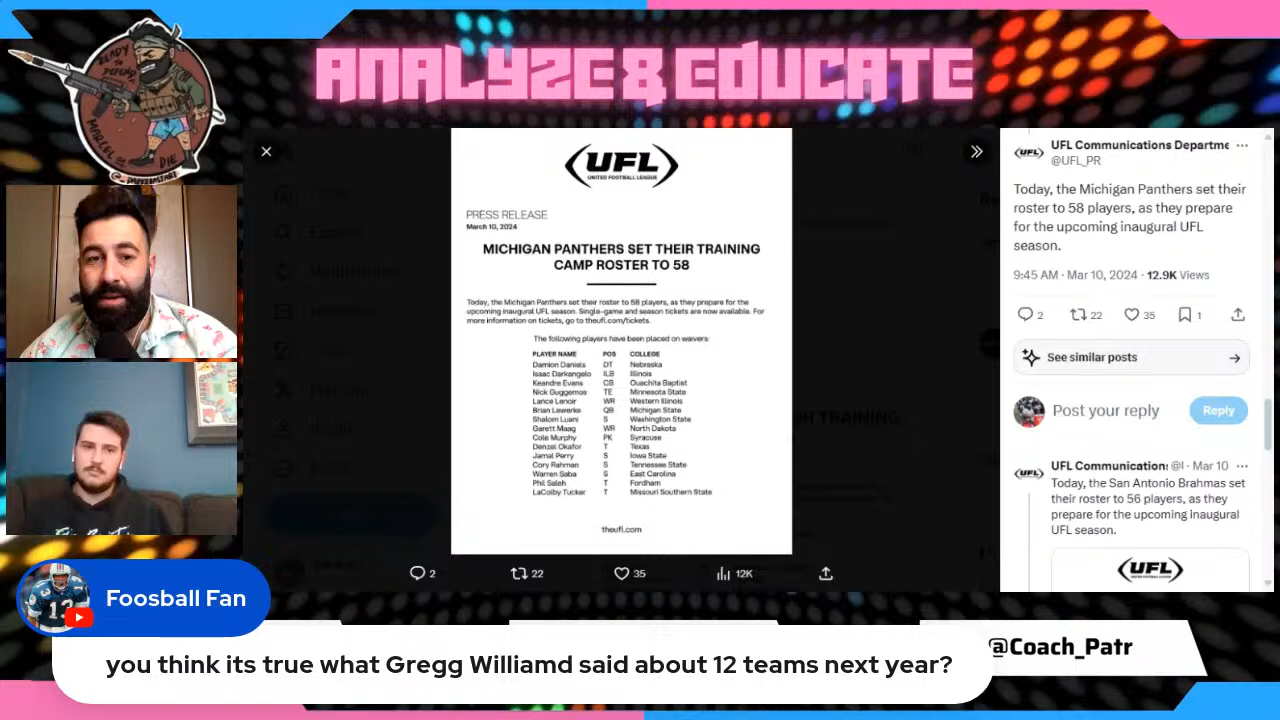 ANALYZE & EDUCATE
READY TO DEFEND
MARCEL
DIE
UFL
UNITED FOOTBALL LEAGUE
PRESS RELEASE
March 10, 2024
MICHIGAN PANTHERS SET THEIR TRAINING
CAMP ROSTER TO 58
Today, the Michigan Panthers set their roster to 58 players, as they prepare for the
upcoming inaugural UFL season. Single-game and season tickets are now available. For
more information on tickets, go to theufl.com/tickets.
The following players have been placed on waivers:
PLAYER NAME POS COLLEGE
Damion Daniels DT Nebraska
Isaac Darkangelo ILB Illinois
Keandre Evans CB Ouachita Baptist
Nick Guggemos TE Minnesota State
Lance Lenoir WR Western Illinois
Brian Lewerke QB Michigan State
Shalom Luani S Washington State
Garett Maag WR North Dakota
Cole Murphy PK Syracuse
Denzel Okafor T Texas
Jamal Perry S Iowa State
Cory Rahman S Tennessee State
Warren Saba S East Carolina
Phil Saleh T Fordham
LaColby Tucker T Missouri Southern State
theufl.com
2 22 35 12K
UFL Communications Departme ...
@UFL_PR
Today, the Michigan Panthers set their
roster to 58 players, as they prepare
for the upcoming inaugural UFL
season.
9:45 AM · Mar 10, 2024 · 12.9K Views
2 22 35 1
See similar posts
Post your reply Reply
UFL Communications @I · Mar 10 ...
Today, the San Antonio Brahmas set
their roster to 56 players, as they
prepare for the upcoming inaugural
UFL season.
UFL
Foosball Fan
you think its true what Gregg Williamd said about 12 teams next year?
@Coach_Patr